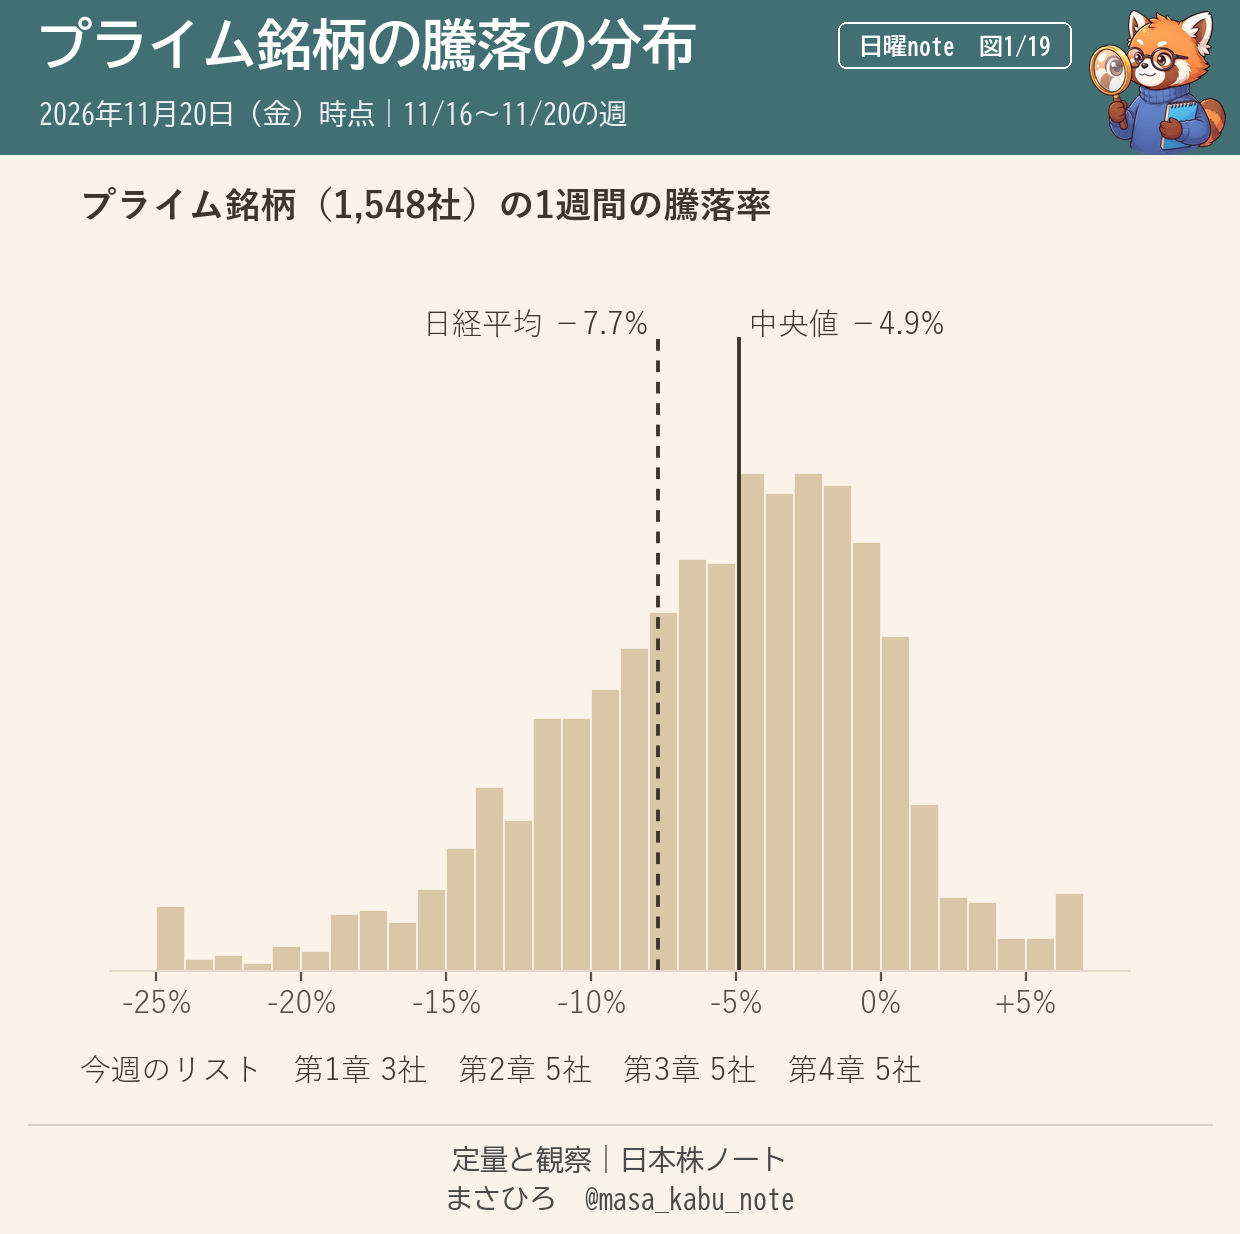 プライム銘柄の騰落の分布
日曜note 図1/19
2026年11月20日（金）時点｜11/16～11/20の週
プライム銘柄（1,548社）の1週間の騰落率
日経平均 －7.7%
中央値 －4.9%
-25% -20% -15% -10% -5% 0% +5%
今週のリスト 第1章 3社 第2章 5社 第3章 5社 第4章 5社
定量と観察｜日本株ノート
まさひろ @masa_kabu_note